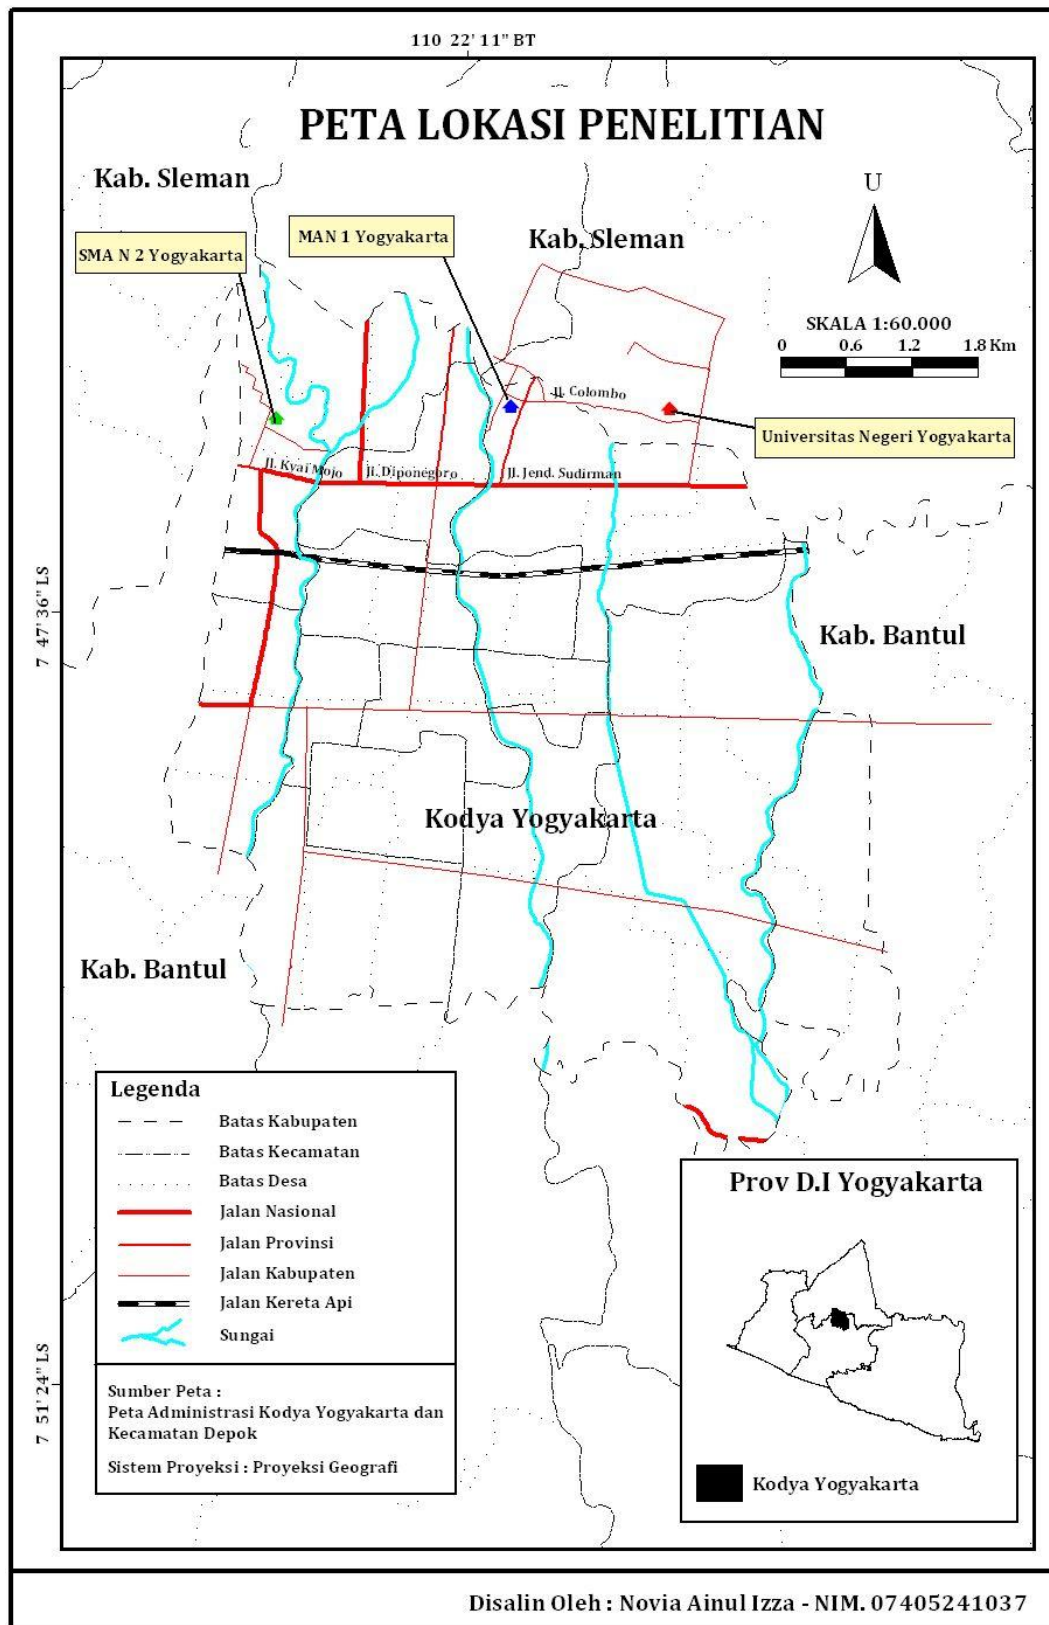 110 22' 11" BT
PETA LOKASI PENELITIAN
Kab. Sleman
U
MAN 1 Yogyakarta
Kab. Sleman
SMA N 2 Yogyakarta
SKALA 1:60.000
0 0.6 1.2 1.8 Km
Jl. Colombo
Universitas Negeri Yogyakarta
Jl. Kyai Mojo
Jl. Diponegoro
Jl. Jend. Sudirman
7 47' 36" LS
Kab. Bantul
Kodya Yogyakarta
Kab. Bantul
Legenda
Batas Kabupaten
Batas Kecamatan
Batas Desa
Jalan Nasional
Jalan Provinsi
Jalan Kabupaten
Jalan Kereta Api
Sungai
7 51' 24" LS
Sumber Peta :
Peta Administrasi Kodya Yogyakarta dan
Kecamatan Depok
Sistem Proyeksi : Proyeksi Geografi
Prov D.I Yogyakarta
Kodya Yogyakarta
Disalin Oleh : Novia Ainul Izza - NIM. 07405241037